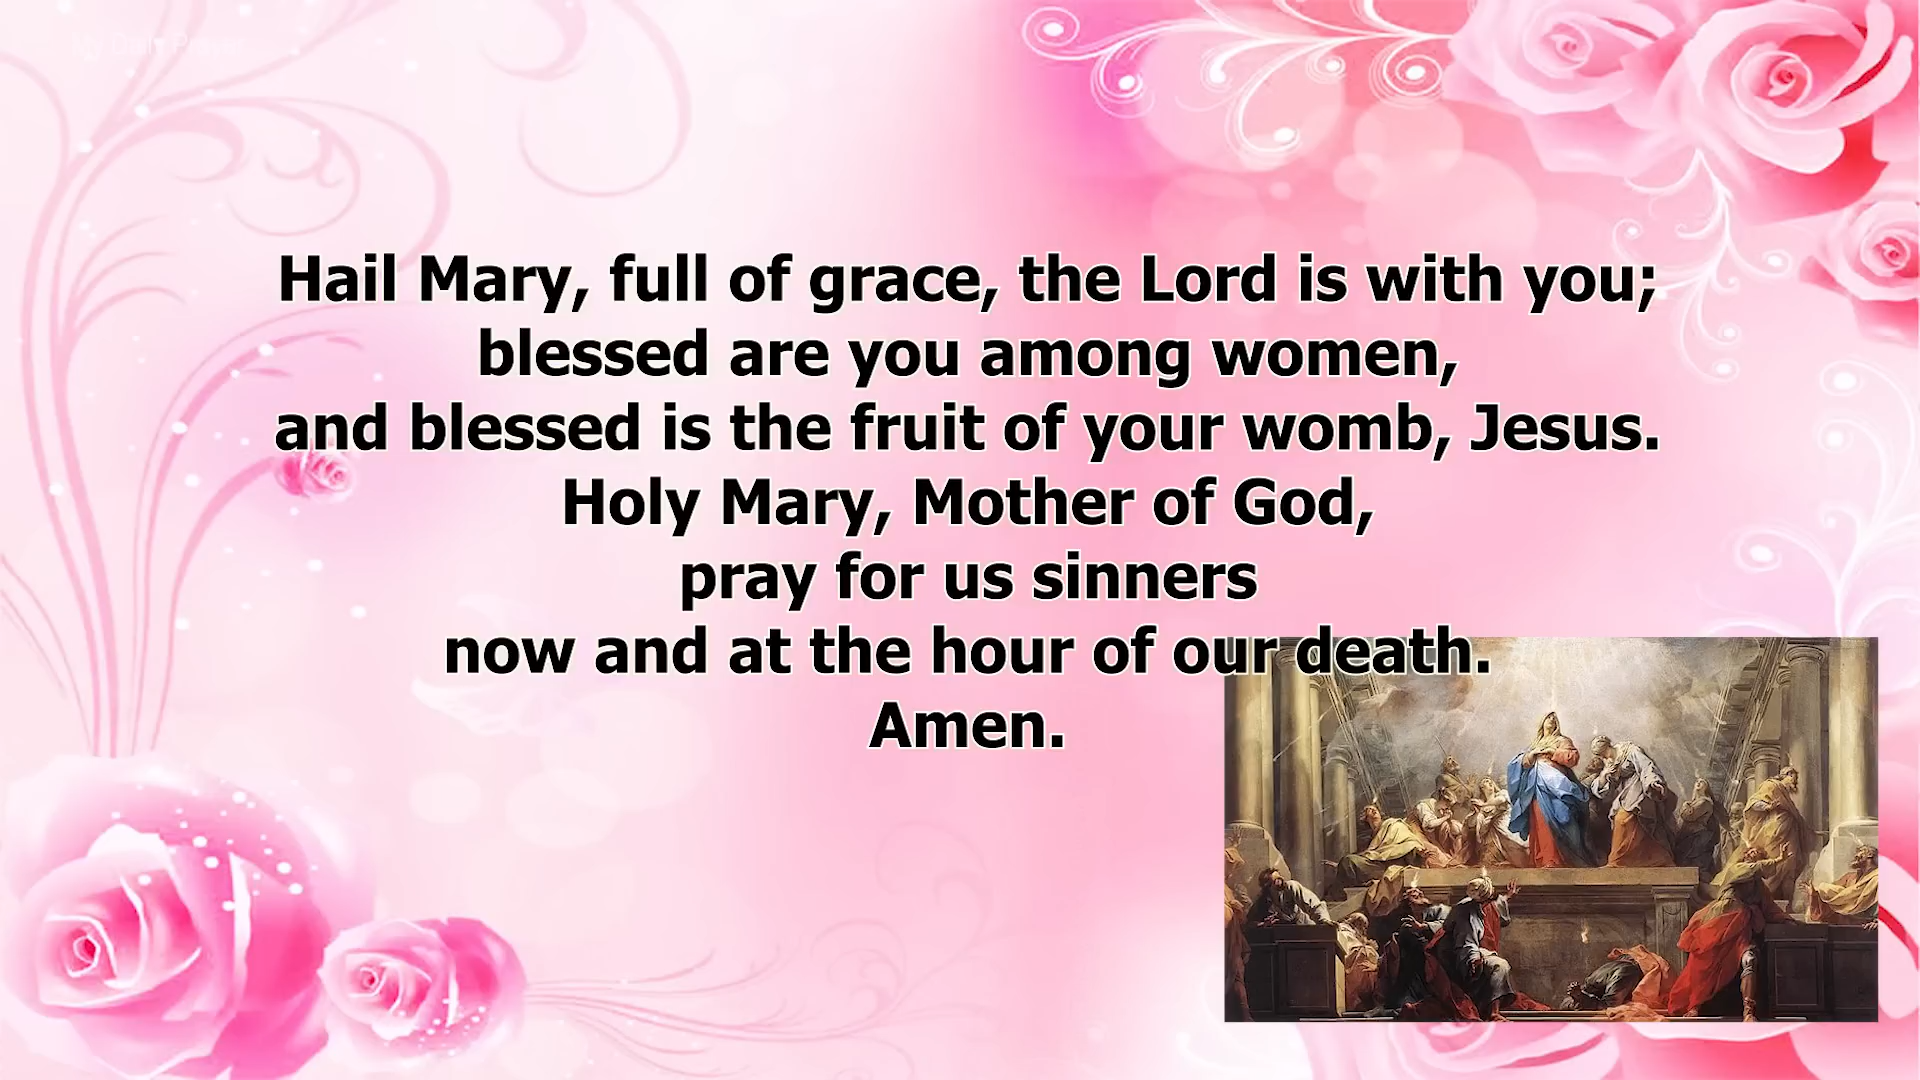 Hail Mary, full of grace, the Lord is with you;
blessed are you among women,
and blessed is the fruit of your womb, Jesus.
Holy Mary, Mother of God,
pray for us sinners
now and at the hour of our death.
Amen.